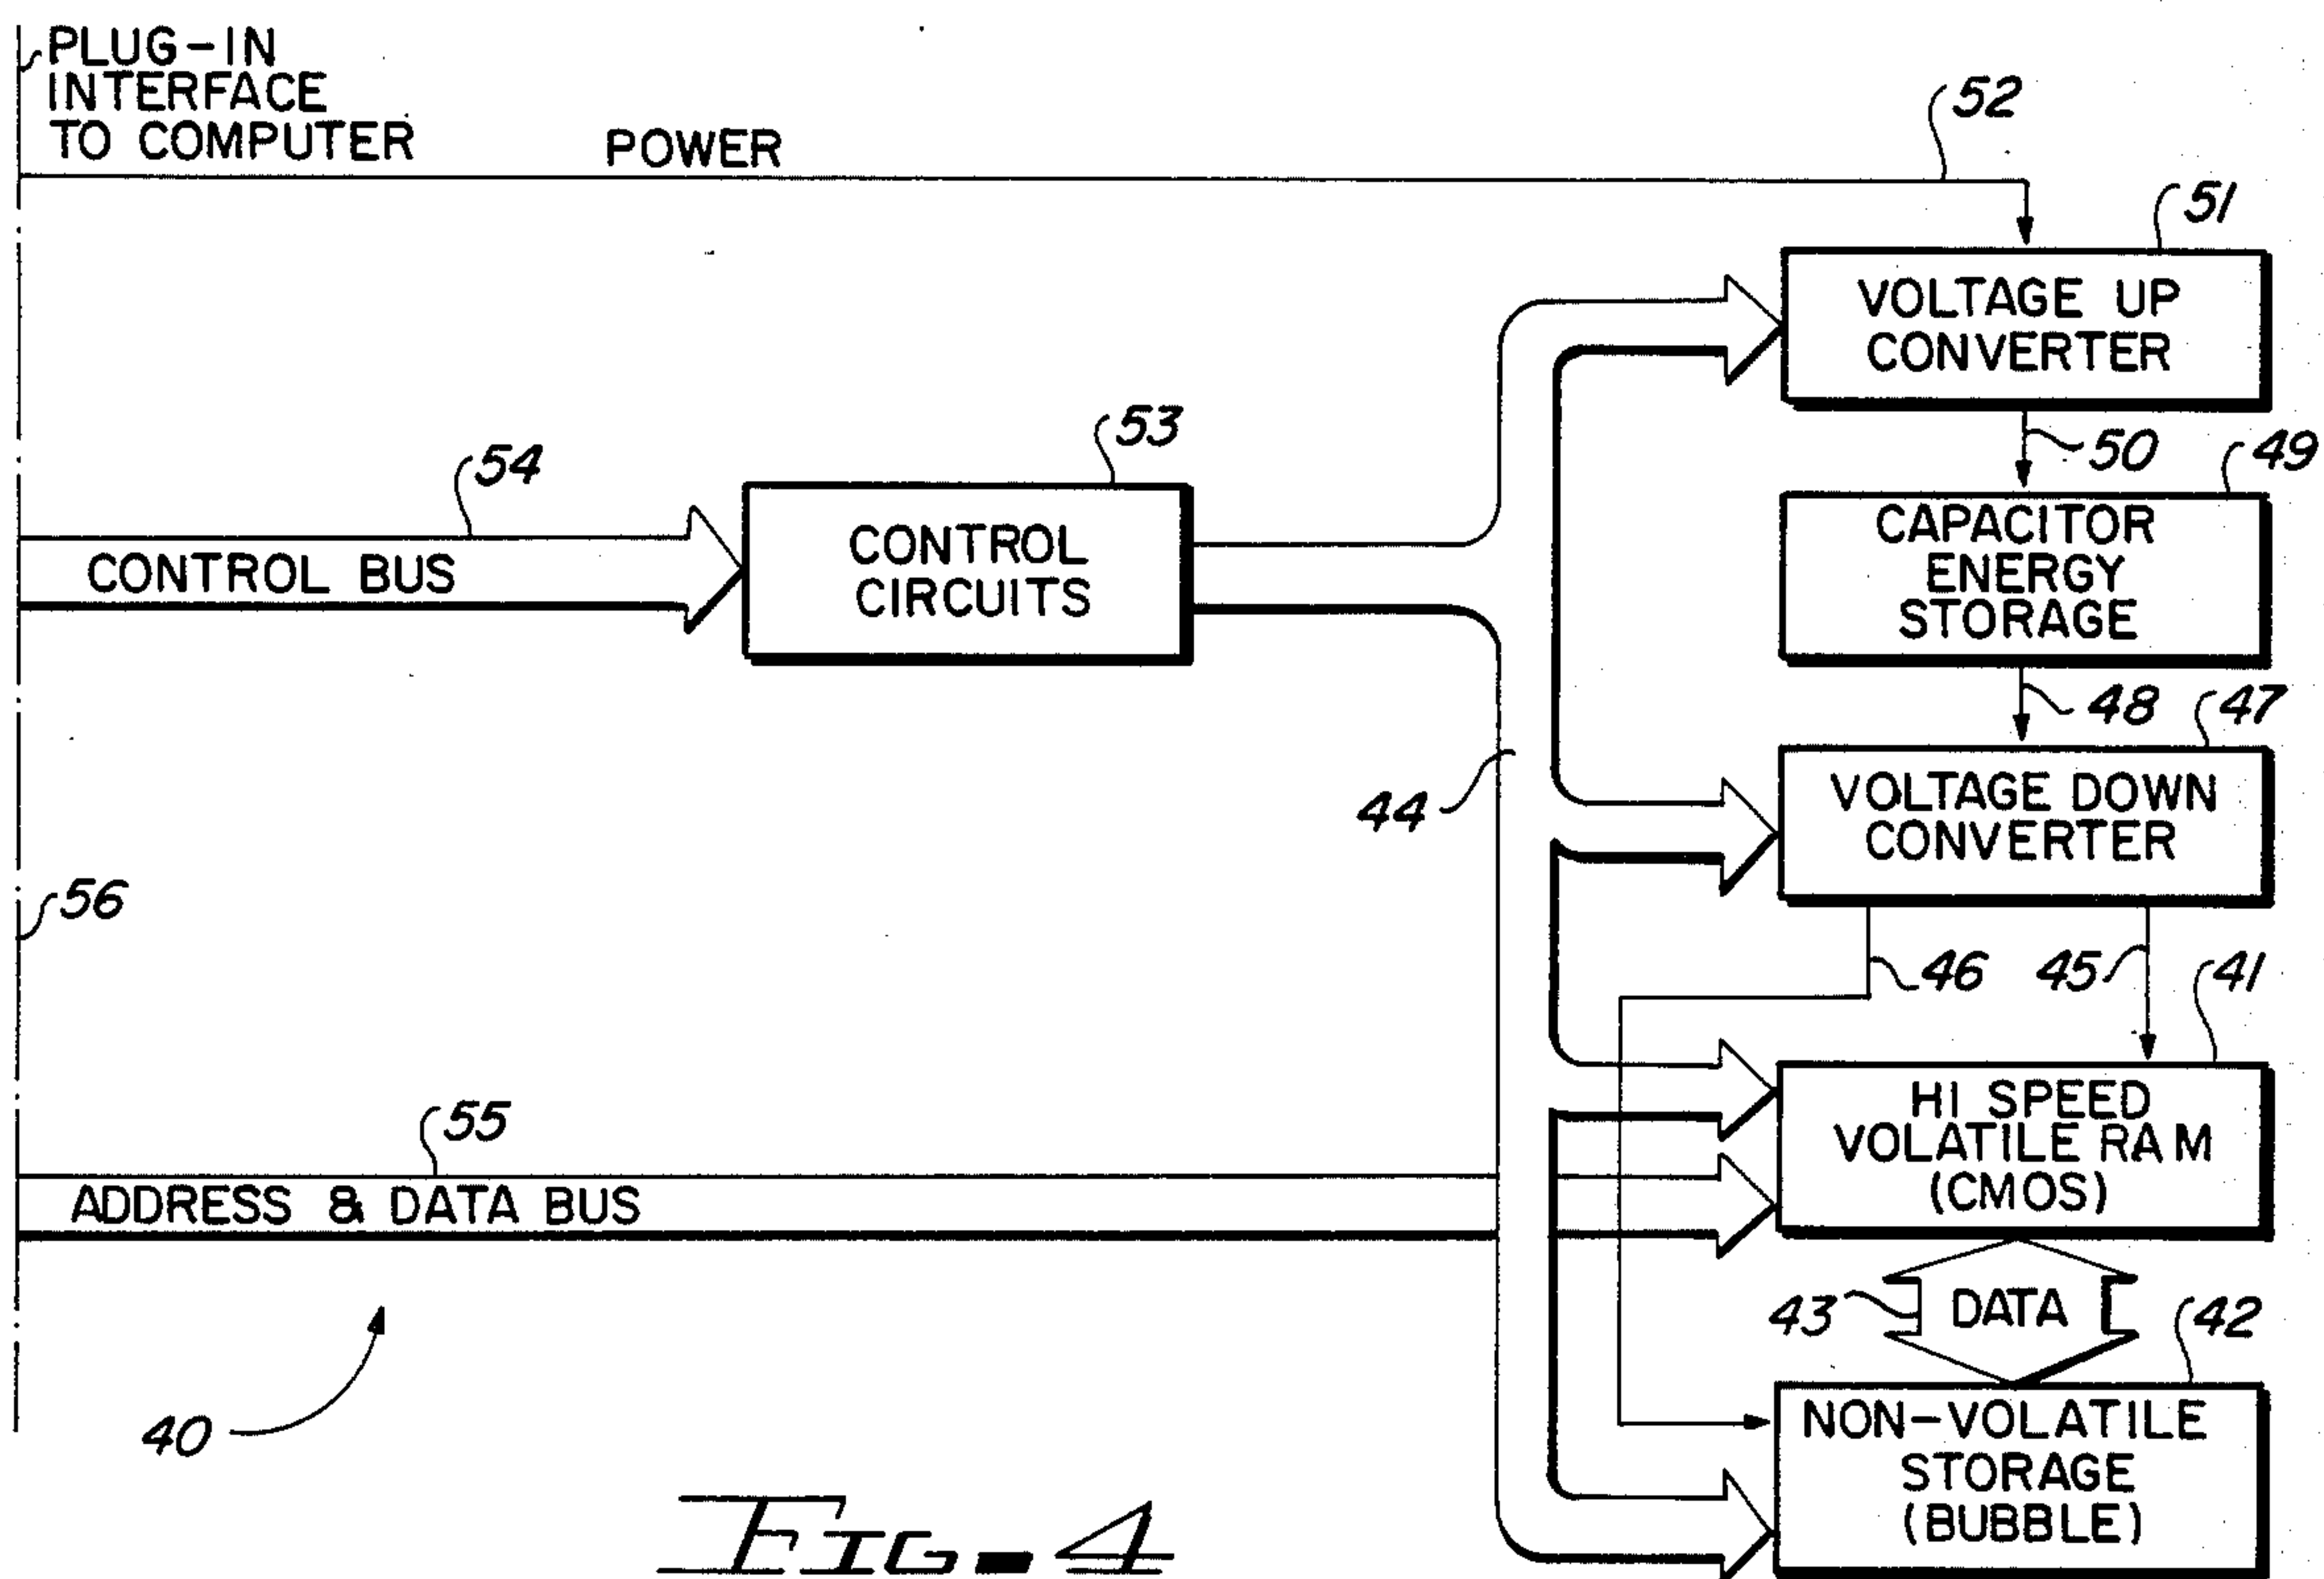 PLUG-IN
INTERFACE
TO COMPUTER
POWER
52
51
VOLTAGE UP
CONVERTER
50
49
54
CONTROL BUS
53
CONTROL
CIRCUITS
CAPACITOR
ENERGY
STORAGE
48
47
44
VOLTAGE DOWN
CONVERTER
56
46
45
41
HI SPEED
VOLATILE RAM
(CMOS)
55
ADDRESS & DATA BUS
43
DATA
42
40
NON-VOLATILE
STORAGE
(BUBBLE)
FIG-4